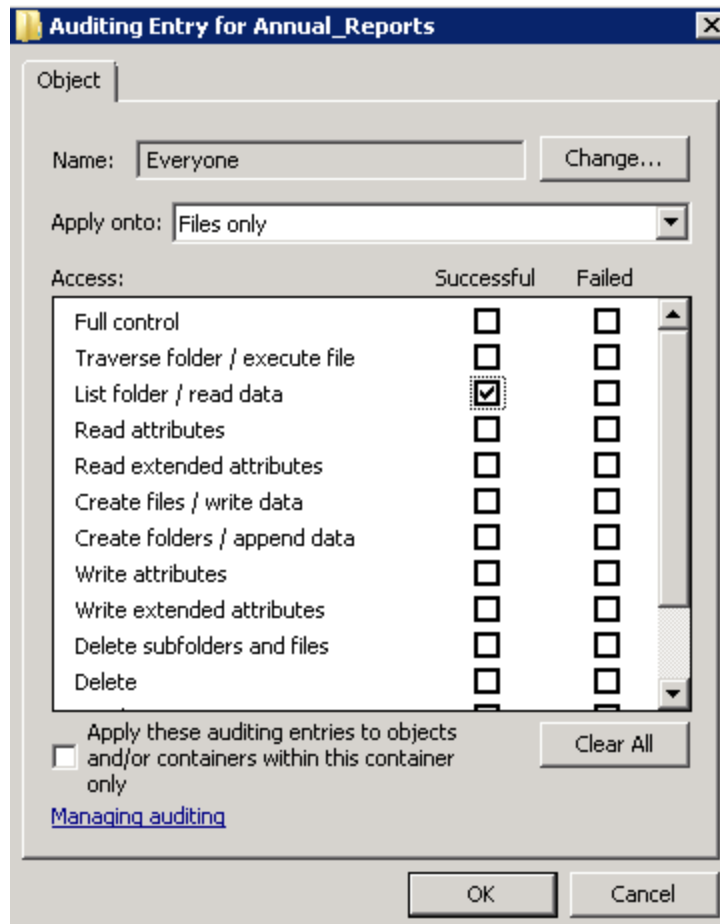 Auditing Entry for Annual_Reports
Object
Name: Everyone Change...
Apply onto: Files only
Access: Successful Failed
Full control
Traverse folder / execute file
List folder / read data
Read attributes
Read extended attributes
Create files / write data
Create folders / append data
Write attributes
Write extended attributes
Delete subfolders and files
Delete
Apply these auditing entries to objects
and/or containers within this container
only
Clear All
Managing auditing
OK Cancel